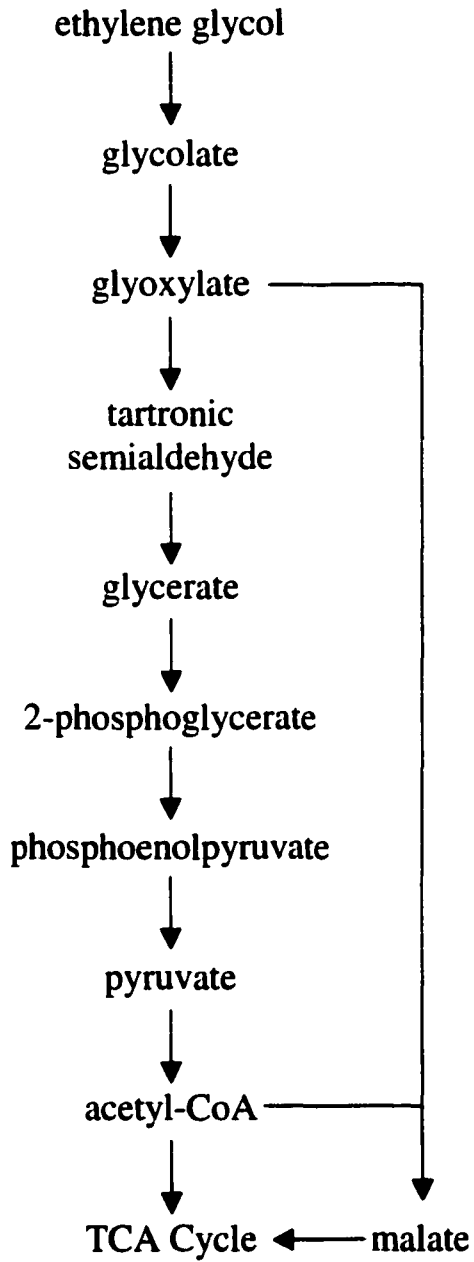 ethylene glycol
glycolate
glyoxylate
tartronic
semialdehyde
glycerate
2-phosphoglycerate
phosphoenolpyruvate
pyruvate
acetyl-CoA
TCA Cycle
malate